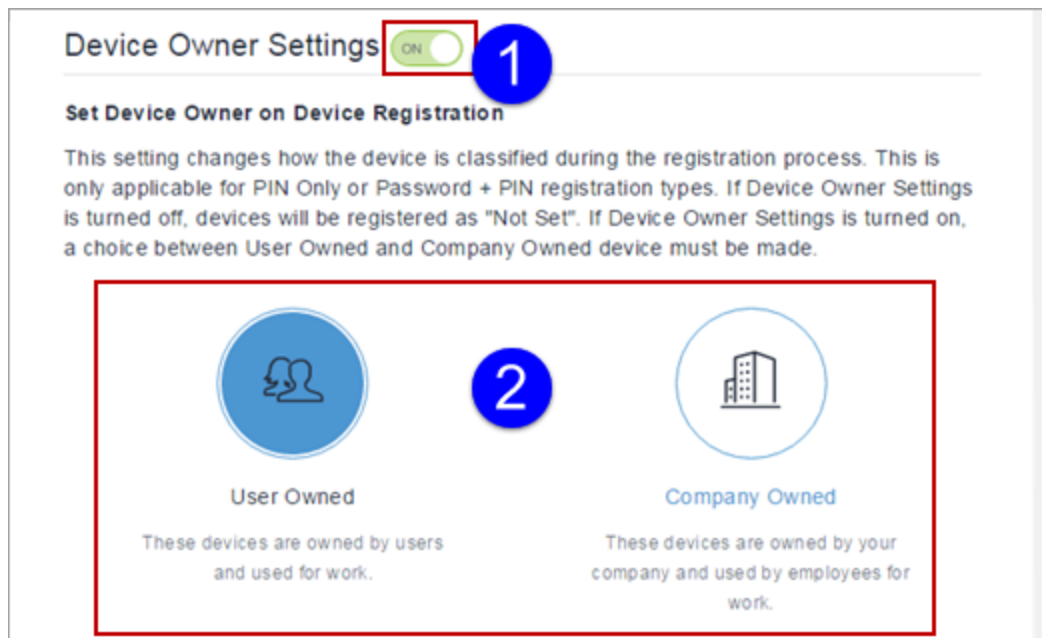 Device Owner Settings ON 1
Set Device Owner on Device Registration
This setting changes how the device is classified during the registration process. This is
only applicable for PIN Only or Password + PIN registration types. If Device Owner Settings
is turned off, devices will be registered as "Not Set". If Device Owner Settings is turned on,
a choice between User Owned and Company Owned device must be made.
2
User Owned
These devices are owned by users
and used for work.
Company Owned
These devices are owned by your
company and used by employees for
work.